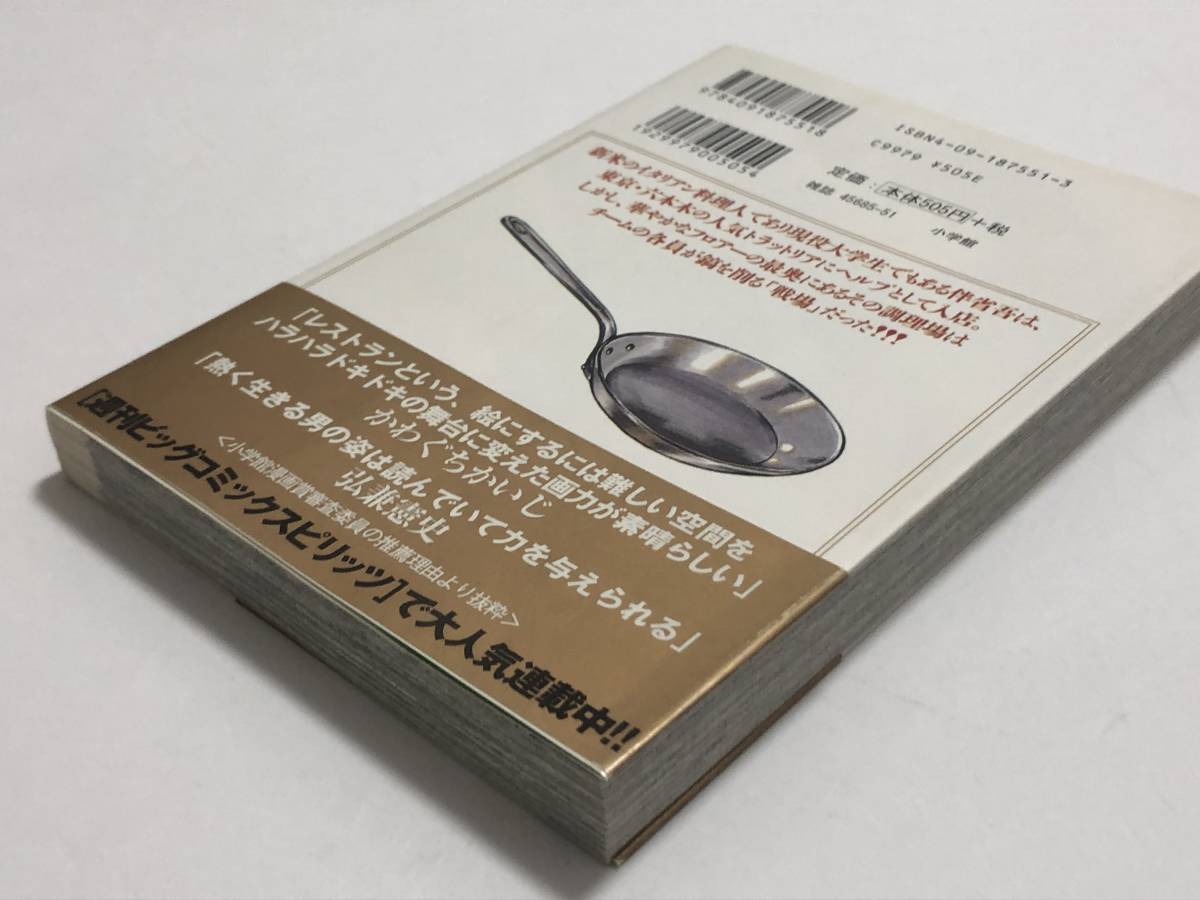 9784091875518
1929979005054
ISBN4-09-187551-3
C9979 ¥505E
定価:本体505円+税
雑誌 45685-51
小学館
新米のイタリアン料理人であり現役大学生でもある伴省吾は、
東京・六本木の人気トラットリアにヘルプとして入店。
しかし、華やかなフロアーの最奥にあるその調理場は
チームの各員が鎬を削る「戦場」だった!!!
「レストランという、絵にするには難しい空間を
ハラハラドキドキの舞台に変えた画力が素晴らしい」
かわぐちかいじ
「熱く生きる男の姿は読んでいて力を与えられる」
弘兼憲史
<小学館漫画賞審査委員の推薦理由より抜粋>
[週刊ビッグコミックスピリッツ]で大人気連載中!!